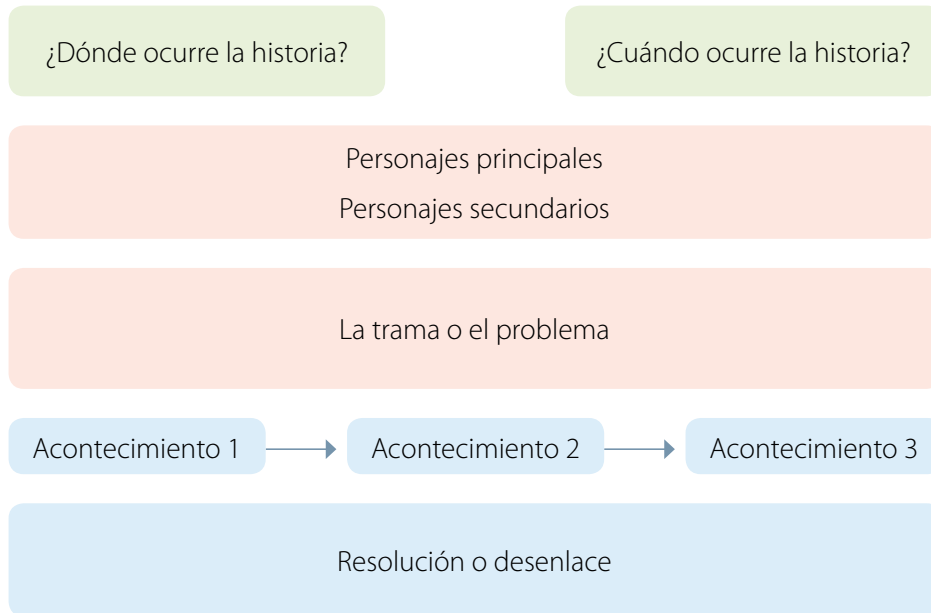 ¿Dónde ocurre la historia?
¿Cuándo ocurre la historia?
Personajes principales
Personajes secundarios
La trama o el problema
Acontecimiento 1
Acontecimiento 2
Acontecimiento 3
Resolución o desenlace